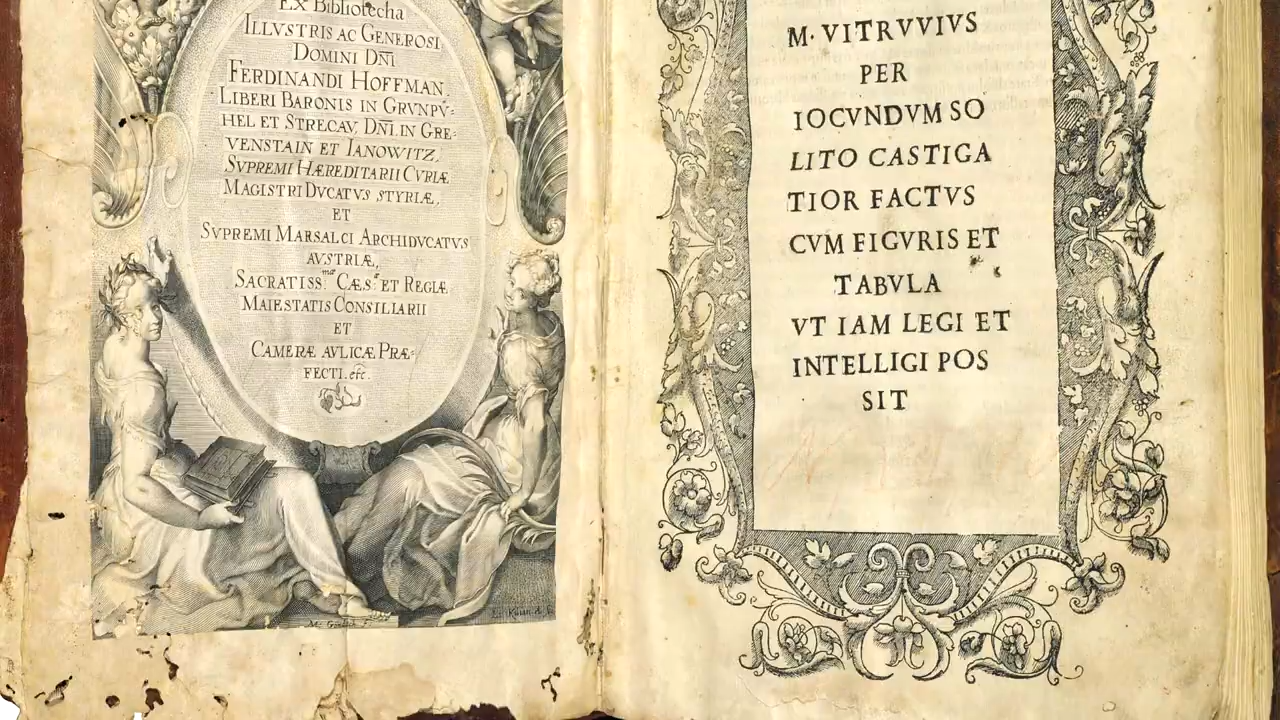 Ex Bibliotecha
ILLVSTRIS AC GENEROSI
DOMINI DÑI
FERDINANDI HOFFMAN.
LIBERI BARONIS IN GRVNPV̈-
HEL ET STRECAV, DÑI. IN GRE-
VENSTAIN ET IANOWITZ,
SVPREMI HÆREDITARII CVRIÆ
MAGISTRI DVCATVS STYRIÆ,
ET
SVPREMI MARSALCI ARCHIDVCATVS
AVSTRIÆ,
SACRATISS. CÆS. ET REGIÆ
MAIESTATIS CONSILIARII
ET
CAMERÆ AVLICÆ PRÆ-
FECTI. etc.
M. VITRVVIVS
PER
IOCVNDVM SO
LITO CASTIGA
TIOR FACTVS
CVM FIGVRIS ET
TABVLA
VT IAM LEGI ET
INTELLIGI POS
SIT